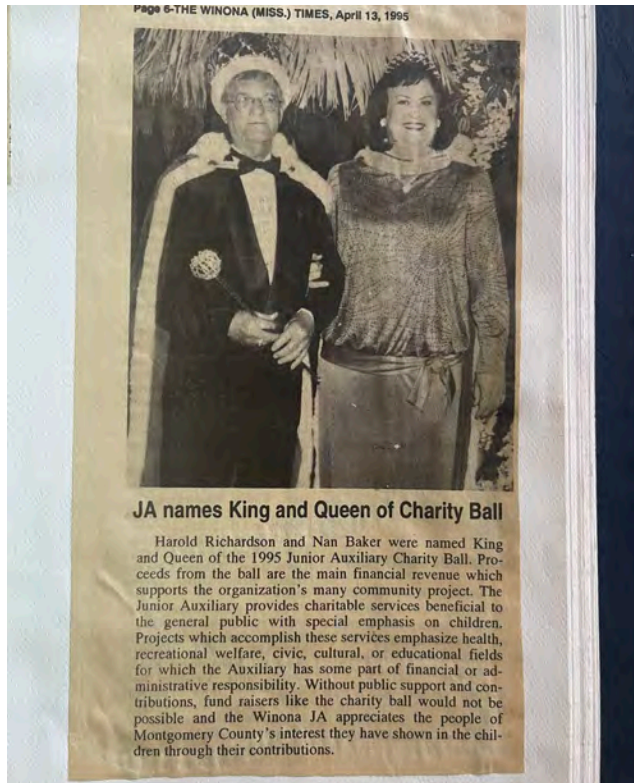 Page 6-THE WINONA (MISS.) TIMES, April 13, 1995
JA names King and Queen of Charity Ball
Harold Richardson and Nan Baker were named King
and Queen of the 1995 Junior Auxiliary Charity Ball. Pro-
ceeds from the ball are the main financial revenue which
supports the organization's many community project. The
Junior Auxiliary provides charitable services beneficial to
the general public with special emphasis on children.
Projects which accomplish these services emphasize health,
recreational welfare, civic, cultural, or educational fields
for which the Auxiliary has some part of financial or ad-
ministrative responsibility. Without public support and con-
tributions, fund raisers like the charity ball would not be
possible and the Winona JA appreciates the people of
Montgomery County's interest they have shown in the chil-
dren through their contributions.